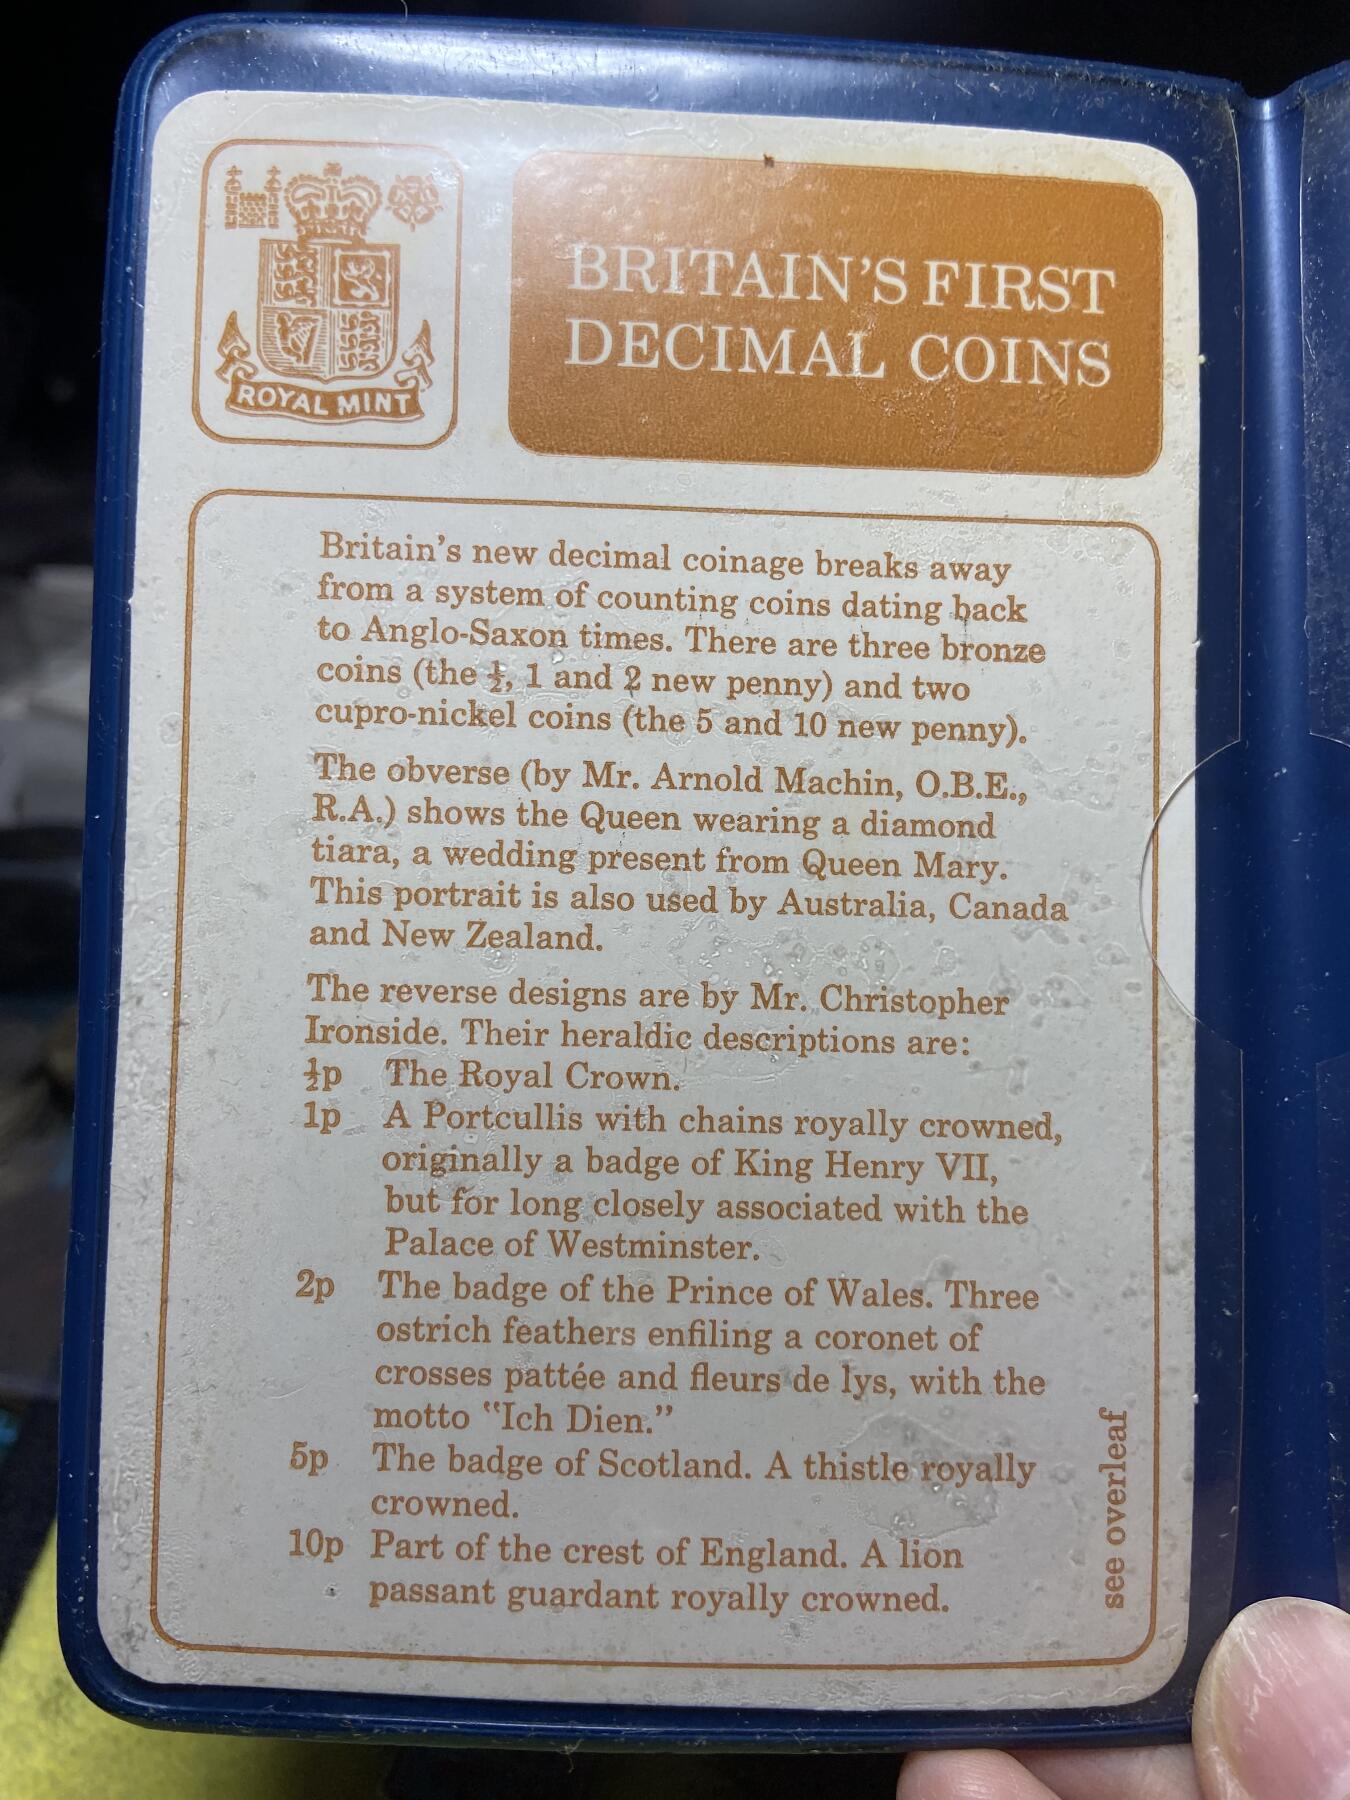 ROYAL MINT
BRITAIN'S FIRST
DECIMAL COINS
Britain's new decimal coinage breaks away
from a system of counting coins dating back
to Anglo-Saxon times. There are three bronze
coins (the ½, 1 and 2 new penny) and two
cupro-nickel coins (the 5 and 10 new penny).
The obverse (by Mr. Arnold Machin, O.B.E.,
R.A.) shows the Queen wearing a diamond
tiara, a wedding present from Queen Mary.
This portrait is also used by Australia, Canada
and New Zealand.
The reverse designs are by Mr. Christopher
Ironside. Their heraldic descriptions are:
½p The Royal Crown.
1p A Portcullis with chains royally crowned,
originally a badge of King Henry VII,
but for long closely associated with the
Palace of Westminster.
2p The badge of the Prince of Wales. Three
ostrich feathers enfiling a coronet of
crosses pattée and fleurs de lys, with the
motto "Ich Dien."
5p The badge of Scotland. A thistle royally
crowned.
10p Part of the crest of England. A lion
passant guardant royally crowned.
see overleaf